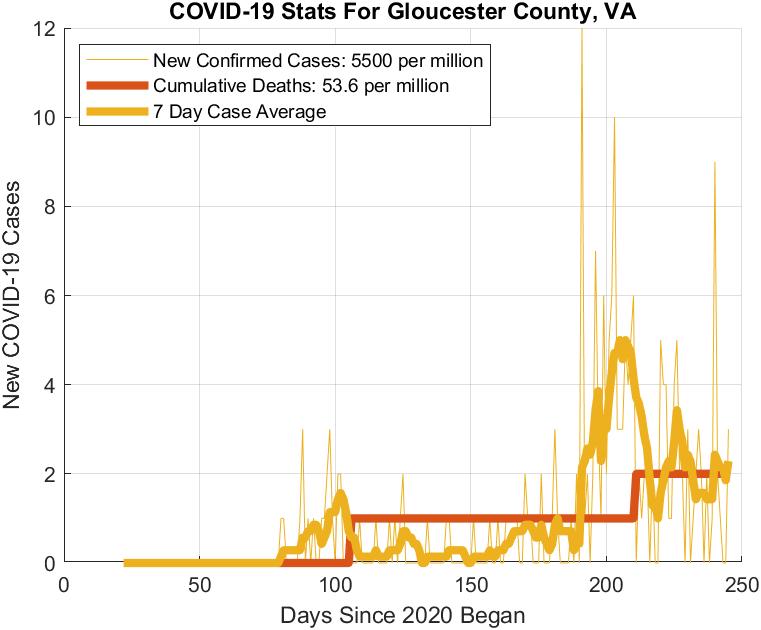 COVID-19 Stats For Gloucester County, VA
New Confirmed Cases: 5500 per million
Cumulative Deaths: 53.6 per million
7 Day Case Average
New COVID-19 Cases
12
10
8
6
4
2
0
0 50 100 150 200 250
Days Since 2020 Began